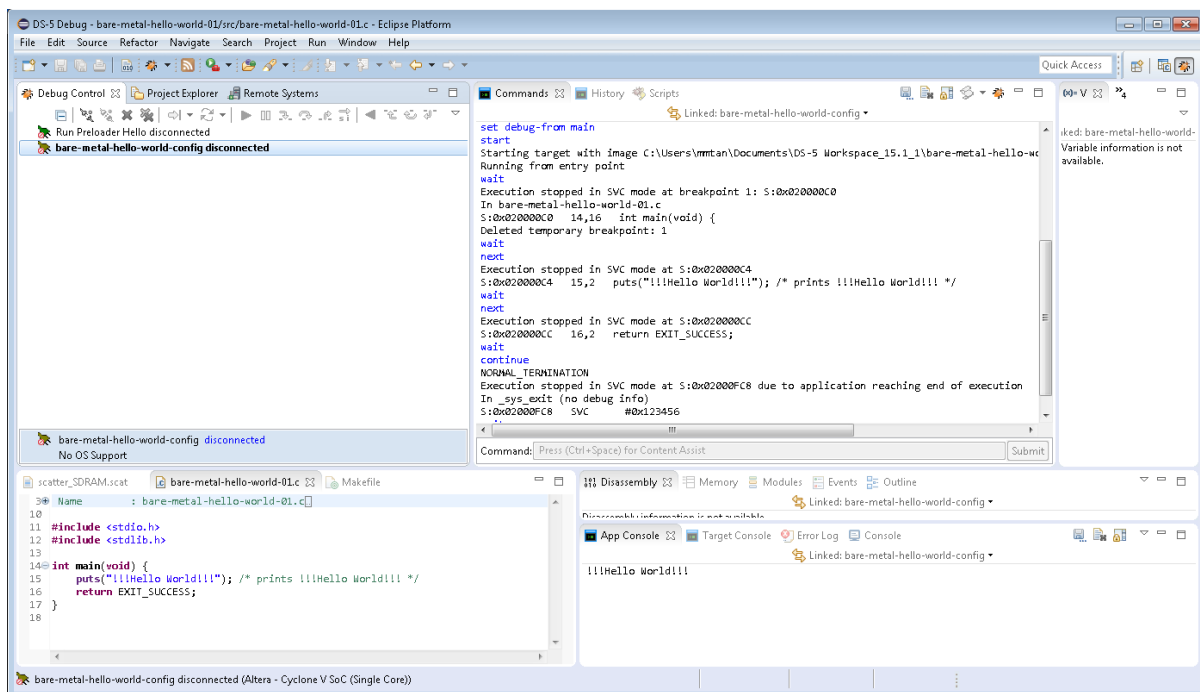 DS-5 Debug - bare-metal-hello-world-01/src/bare-metal-hello-world-01.c - Eclipse Platform
File Edit Source Refactor Navigate Search Project Run Window Help
Quick Access
Debug Control Project Explorer Remote Systems
Run Preloader Hello disconnected
bare-metal-hello-world-config disconnected
bare-metal-hello-world-config disconnected
No OS Support
Commands History Scripts
Linked: bare-metal-hello-world-config
set debug-from main
start
Starting target with image C:\Users\mmtan\Documents\DS-5 Workspace_15.1_1\bare-metal-hello-wo
Running from entry point
wait
Execution stopped in SVC mode at breakpoint 1: S:0x020000C0
In bare-metal-hello-world-01.c
S:0x020000C0 14,16 int main(void) {
Deleted temporary breakpoint: 1
wait
next
Execution stopped in SVC mode at S:0x020000C4
S:0x020000C4 15,2 puts("!!!Hello World!!!"); /* prints !!!Hello World!!! */
wait
next
Execution stopped in SVC mode at S:0x020000CC
S:0x020000CC 16,2 return EXIT_SUCCESS;
wait
continue
NORMAL_TERMINATION
Execution stopped in SVC mode at S:0x02000FC8 due to application reaching end of execution
In _sys_exit (no debug info)
S:0x02000FC8 SVC #0x123456
Command: Press (Ctrl+Space) for Content Assist Submit
(x)= V 4
ked: bare-metal-hello-world-
Variable information is not
available.
scatter_SDRAM.scat bare-metal-hello-world-01.c Makefile
3 Name : bare-metal-hello-world-01.c
10
11 #include <stdio.h>
12 #include <stdlib.h>
13
14 int main(void) {
15 puts("!!!Hello World!!!"); /* prints !!!Hello World!!! */
16 return EXIT_SUCCESS;
17 }
18
Disassembly Memory Modules Events Outline
Linked: bare-metal-hello-world-config
Disassembly information is not available
App Console Target Console Error Log Console
Linked: bare-metal-hello-world-config
!!!Hello World!!!
bare-metal-hello-world-config disconnected (Altera - Cyclone V SoC (Single Core))